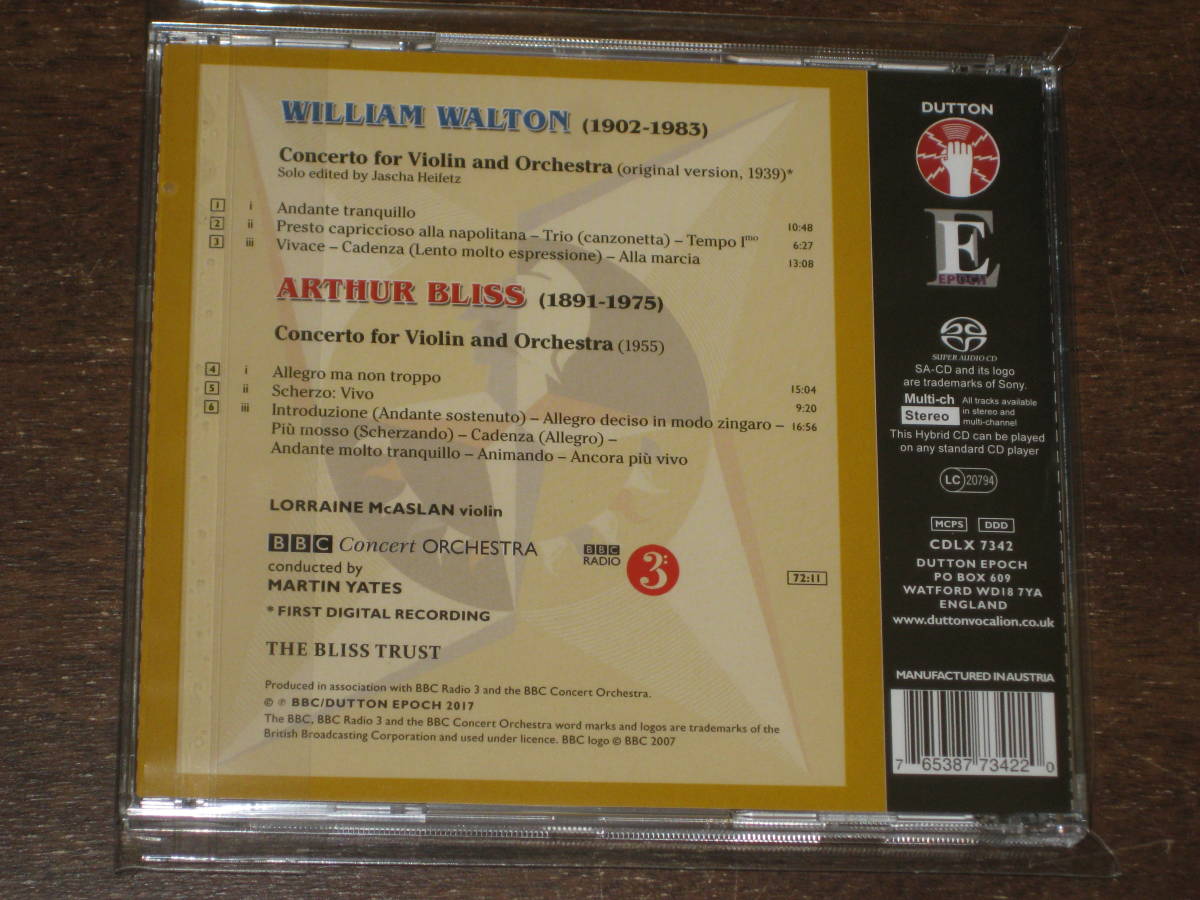 WILLIAM WALTON (1902-1983)
Concerto for Violin and Orchestra (original version, 1939)*
Solo edited by Jascha Heifetz
1 i Andante tranquillo 10:48
2 ii Presto capriccioso alla napolitana – Trio (canzonetta) – Tempo Imo 6:27
3 iii Vivace – Cadenza (Lento molto espressione) – Alla marcia 13:08
ARTHUR BLISS (1891-1975)
Concerto for Violin and Orchestra (1955)
4 i Allegro ma non troppo 15:04
5 ii Scherzo: Vivo 9:20
6 iii Introduzione (Andante sostenuto) – Allegro deciso in modo zingaro – 16:56
Più mosso (Scherzando) – Cadenza (Allegro) –
Andante molto tranquillo – Animando – Ancora più vivo
LORRAINE McASLAN violin
BBC Concert ORCHESTRA
conducted by
MARTIN YATES
* FIRST DIGITAL RECORDING
BBC
RADIO 3
72:11
THE BLISS TRUST
Produced in association with BBC Radio 3 and the BBC Concert Orchestra.
© ℗ BBC/DUTTON EPOCH 2017
The BBC, BBC Radio 3 and the BBC Concert Orchestra word marks and logos are trademarks of the
British Broadcasting Corporation and used under licence. BBC logo © BBC 2007
DUTTON
E
EPOCH
SUPER AUDIO CD
SA-CD and its logo
are trademarks of Sony.
Multi-ch
Stereo
All tracks available
in stereo and
multi-channel
This Hybrid CD can be played
on any standard CD player
LC 20794
MCPS DDD
CDLX 7342
DUTTON EPOCH
PO BOX 609
WATFORD WD18 7YA
ENGLAND
www.duttonvocalion.co.uk
MANUFACTURED IN AUSTRIA
7 65387 73422 0